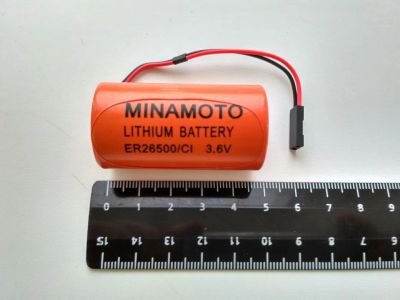 MINAMOTO
LITHIUM BATTERY
ER26500/CI 3.6V
0 1 2 3 4 5 6 7 8 9
15 14 13 12 11 10 9 8 7 6